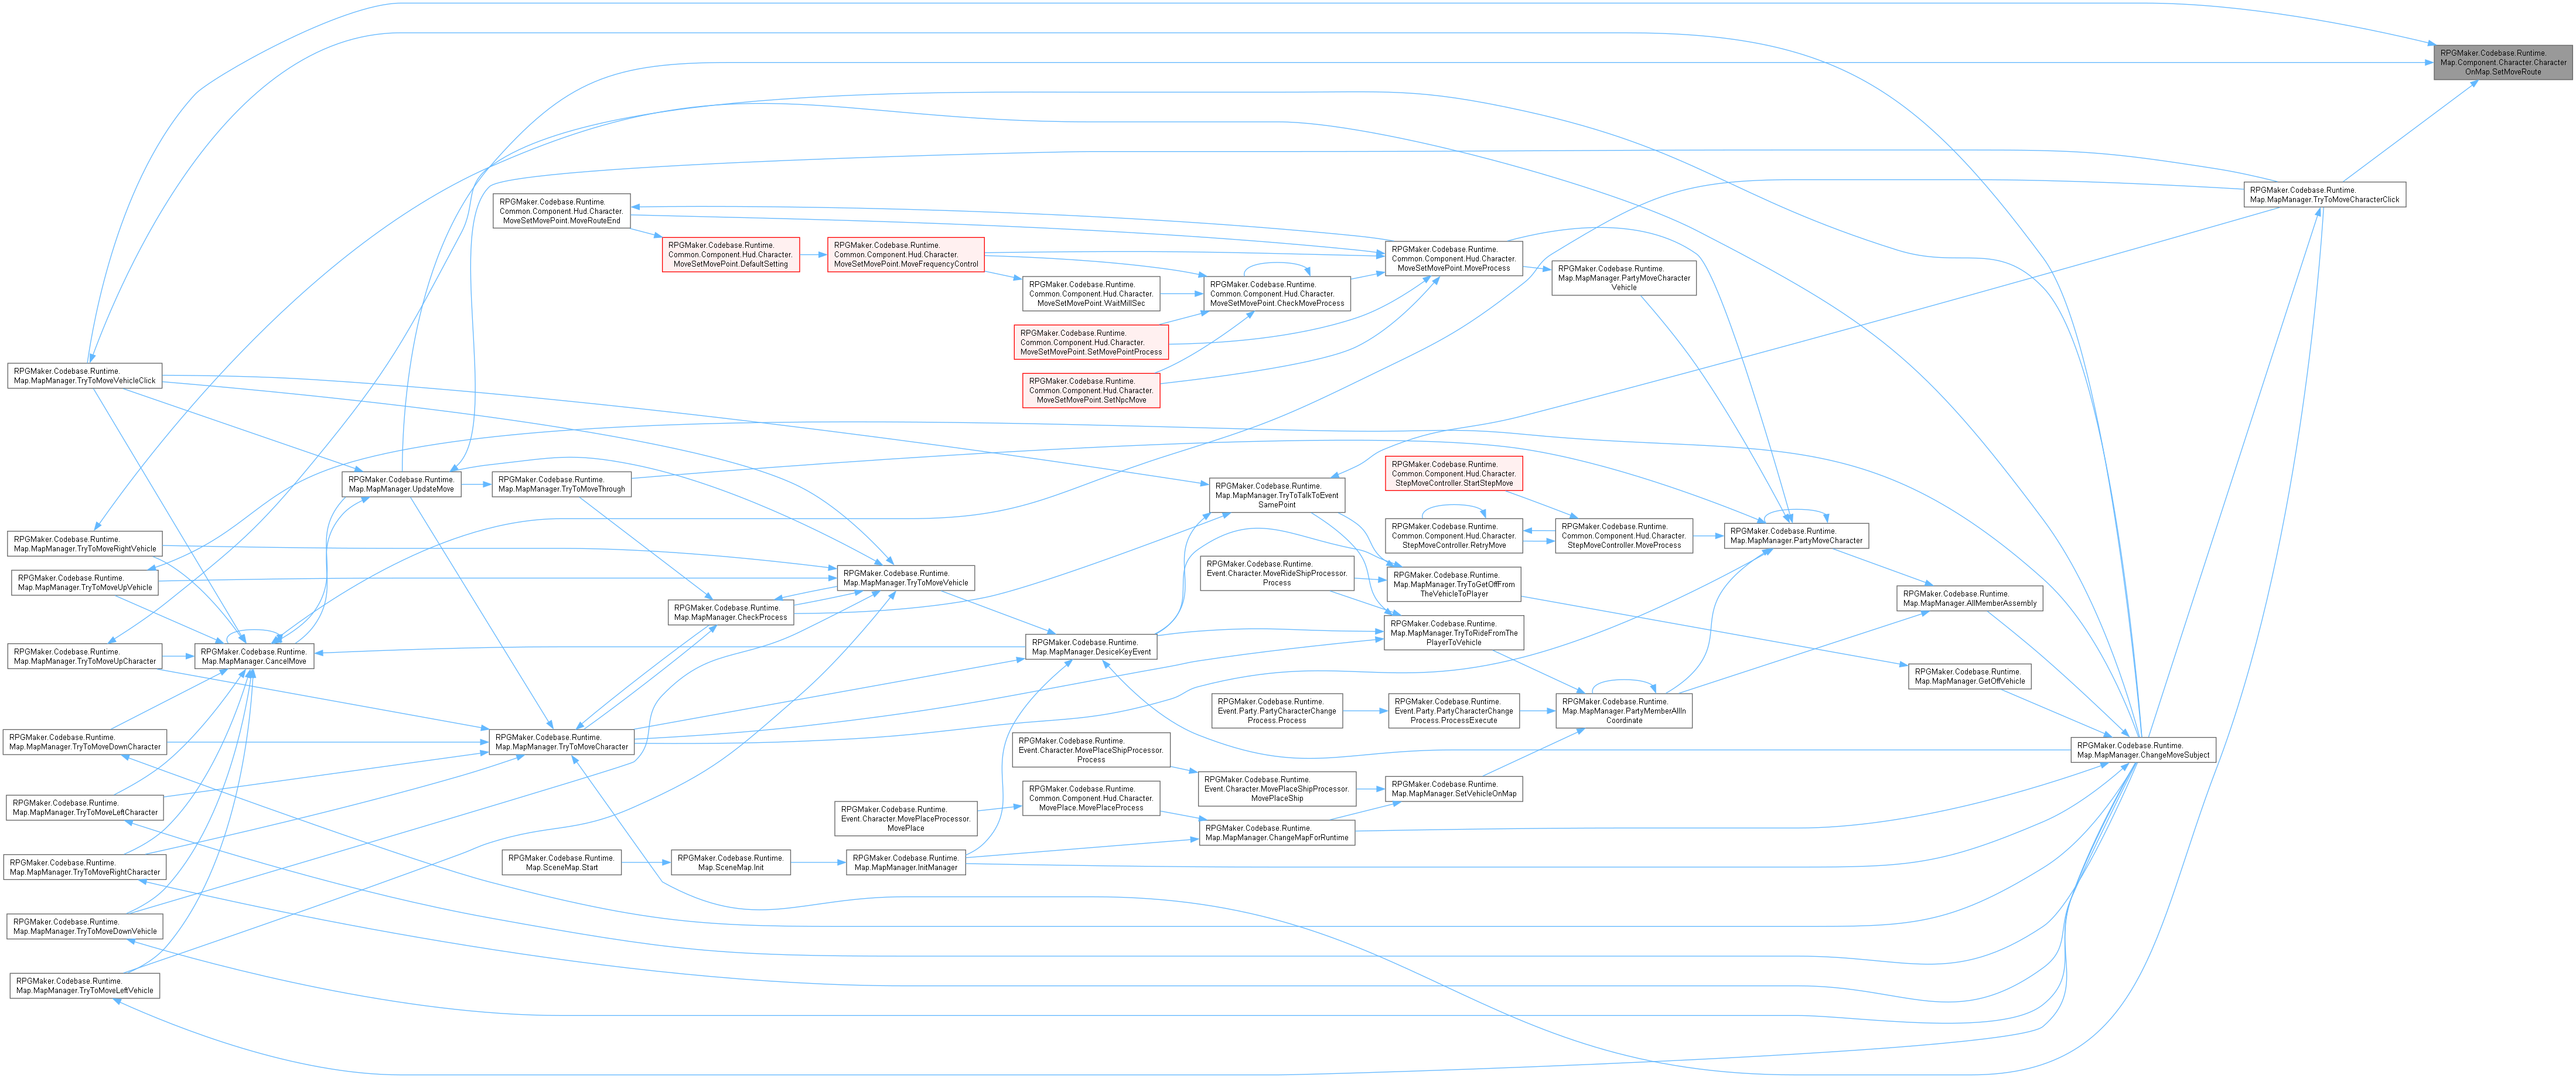 RPGMaker.Codebase.Runtime.
Map.Component.Character.Character
OnMap.SetMoveRoute
RPGMaker.Codebase.Runtime.
Map.MapManager.TryToMoveCharacterClick
RPGMaker.Codebase.Runtime.
Common.Component.Hud.Character.
MoveSetMovePoint.MoveRouteEnd
RPGMaker.Codebase.Runtime.
Common.Component.Hud.Character.
MoveSetMovePoint.DefaultSetting
RPGMaker.Codebase.Runtime.
Common.Component.Hud.Character.
MoveSetMovePoint.MoveFrequencyControl
RPGMaker.Codebase.Runtime.
Common.Component.Hud.Character.
MoveSetMovePoint.MoveProcess
RPGMaker.Codebase.Runtime.
Map.MapManager.PartyMoveCharacter
Vehicle
RPGMaker.Codebase.Runtime.
Common.Component.Hud.Character.
MoveSetMovePoint.WaitMillSec
RPGMaker.Codebase.Runtime.
Common.Component.Hud.Character.
MoveSetMovePoint.CheckMoveProcess
RPGMaker.Codebase.Runtime.
Common.Component.Hud.Character.
MoveSetMovePoint.SetMovePointProcess
RPGMaker.Codebase.Runtime.
Common.Component.Hud.Character.
MoveSetMovePoint.SetNpcMove
RPGMaker.Codebase.Runtime.
Map.MapManager.TryToMoveVehicleClick
RPGMaker.Codebase.Runtime.
Map.MapManager.UpdateMove
RPGMaker.Codebase.Runtime.
Map.MapManager.TryToMoveThrough
RPGMaker.Codebase.Runtime.
Map.MapManager.TryToTalkToEvent
SamePoint
RPGMaker.Codebase.Runtime.
Common.Component.Hud.Character.
StepMoveController.StartStepMove
RPGMaker.Codebase.Runtime.
Common.Component.Hud.Character.
StepMoveController.RetryMove
RPGMaker.Codebase.Runtime.
Common.Component.Hud.Character.
StepMoveController.MoveProcess
RPGMaker.Codebase.Runtime.
Map.MapManager.PartyMoveCharacter
RPGMaker.Codebase.Runtime.
Map.MapManager.TryToMoveRightVehicle
RPGMaker.Codebase.Runtime.
Map.MapManager.TryToMoveUpVehicle
RPGMaker.Codebase.Runtime.
Map.MapManager.TryToMoveVehicle
RPGMaker.Codebase.Runtime.
Event.Character.MoveRideShipProcessor.
Process
RPGMaker.Codebase.Runtime.
Map.MapManager.TryToGetOffFrom
TheVehicleToPlayer
RPGMaker.Codebase.Runtime.
Map.MapManager.AllMemberAssembly
RPGMaker.Codebase.Runtime.
Map.MapManager.CheckProcess
RPGMaker.Codebase.Runtime.
Map.MapManager.TryToRideFromThe
PlayerToVehicle
RPGMaker.Codebase.Runtime.
Map.MapManager.TryToMoveUpCharacter
RPGMaker.Codebase.Runtime.
Map.MapManager.CancelMove
RPGMaker.Codebase.Runtime.
Map.MapManager.DesiceKeyEvent
RPGMaker.Codebase.Runtime.
Map.MapManager.GetOffVehicle
RPGMaker.Codebase.Runtime.
Event.Party.PartyCharacterChange
Process.Process
RPGMaker.Codebase.Runtime.
Event.Party.PartyCharacterChange
Process.ProcessExecute
RPGMaker.Codebase.Runtime.
Map.MapManager.PartyMemberAllIn
Coordinate
RPGMaker.Codebase.Runtime.
Map.MapManager.TryToMoveDownCharacter
RPGMaker.Codebase.Runtime.
Map.MapManager.TryToMoveCharacter
RPGMaker.Codebase.Runtime.
Event.Character.MovePlaceShipProcessor.
Process
RPGMaker.Codebase.Runtime.
Map.MapManager.ChangeMoveSubject
RPGMaker.Codebase.Runtime.
Event.Character.MovePlaceShipProcessor.
MovePlaceShip
RPGMaker.Codebase.Runtime.
Map.MapManager.SetVehicleOnMap
RPGMaker.Codebase.Runtime.
Map.MapManager.TryToMoveLeftCharacter
RPGMaker.Codebase.Runtime.
Event.Character.MovePlaceProcessor.
MovePlace
RPGMaker.Codebase.Runtime.
Common.Component.Hud.Character.
MovePlace.MovePlaceProcess
RPGMaker.Codebase.Runtime.
Map.MapManager.ChangeMapForRuntime
RPGMaker.Codebase.Runtime.
Map.MapManager.TryToMoveRightCharacter
RPGMaker.Codebase.Runtime.
Map.SceneMap.Start
RPGMaker.Codebase.Runtime.
Map.SceneMap.Init
RPGMaker.Codebase.Runtime.
Map.MapManager.InitManager
RPGMaker.Codebase.Runtime.
Map.MapManager.TryToMoveDownVehicle
RPGMaker.Codebase.Runtime.
Map.MapManager.TryToMoveLeftVehicle